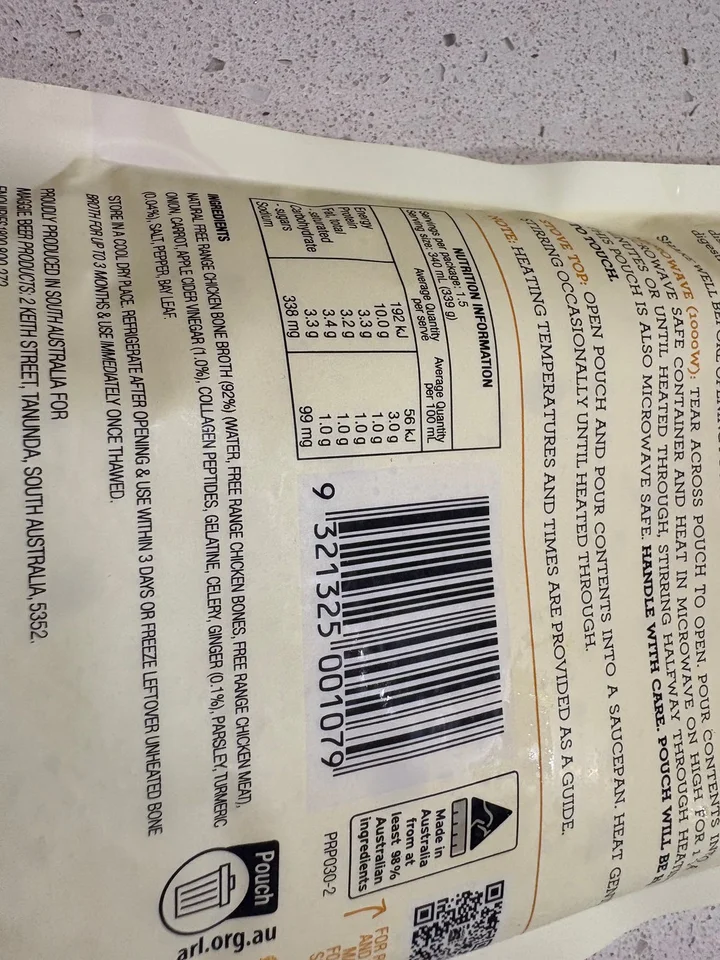 SHAKE WELL
MICROWAVE (1000W): TEAR ACROSS POUCH TO OPEN. POUR CONTENTS IN
SAFE CONTAINER AND HEAT IN MICROWAVE ON HIGH FOR
MINUTES OR UNTIL HEATED THROUGH, STIRRING HALFWAY THROUGH
THIS POUCH IS ALSO MICROWAVE SAFE. HANDLE WITH CARE. POUCH WILL BE
TO TOUCH.
STOVE TOP: OPEN POUCH AND POUR CONTENTS INTO A SAUCEPAN. HEAT
STIRRING OCCASIONALLY UNTIL HEATED THROUGH.
NOTE: HEATING TEMPERATURES AND TIMES ARE PROVIDED AS A GUIDE.
NUTRITION INFORMATION
Servings per package: 1.5
Serving size: 340 mL (339 g)
Average Quantity per serve Average Quantity per 100 mL
Energy 192 kJ 56 kJ
Protein 10.0 g 3.0 g
Fat, total 3.3 g 1.0 g
- saturated 3.2 g 1.0 g
Carbohydrate 3.4 g 1.0 g
- sugars 3.3 g 1.0 g
Sodium 338 mg 99 mg
9 321325 001079
Made in
Australia
from at
least 98%
Australian
ingredients
PRP030-2
INGREDIENTS
NATURAL FREE RANGE CHICKEN BONE BROTH (92%) (WATER, FREE RANGE CHICKEN BONES, FREE RANGE CHICKEN MEAT),
ONION, CARROT, APPLE CIDER VINEGAR (1.0%), COLLAGEN PEPTIDES, GELATINE, CELERY, GINGER (0.1%), PARSLEY, TURMERIC
(0.04%), SALT, PEPPER, BAY LEAF
STORE IN A COOL DRY PLACE. REFRIGERATE AFTER OPENING & USE WITHIN 3 DAYS OR FREEZE LEFTOVER UNHEATED BONE
BROTH FOR UP TO 3 MONTHS & USE IMMEDIATELY ONCE THAWED.
PROUDLY PRODUCED IN SOUTH AUSTRALIA FOR
MAGGIE BEER PRODUCTS: 2 KEITH STREET, TANUNDA, SOUTH AUSTRALIA, 5352.
Pouch
arl.org.au